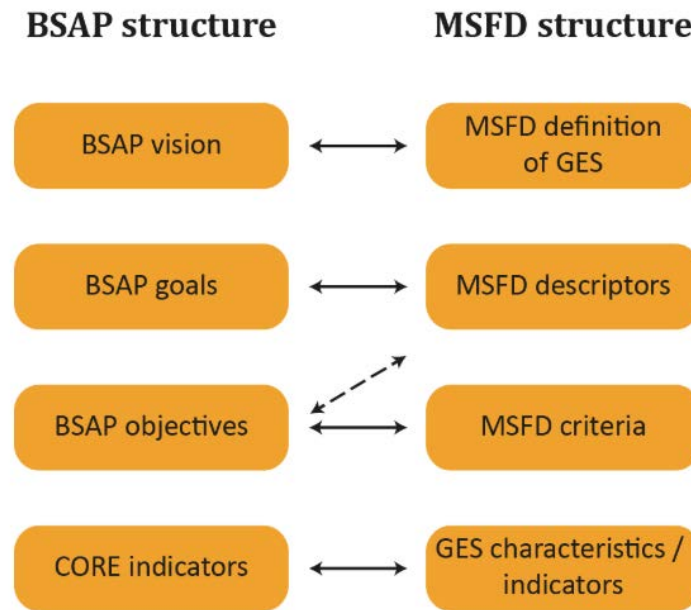 BSAP structure
MSFD structure
BSAP vision
MSFD definition
of GES
BSAP goals
MSFD descriptors
BSAP objectives
MSFD criteria
CORE indicators
GES characteristics /
indicators